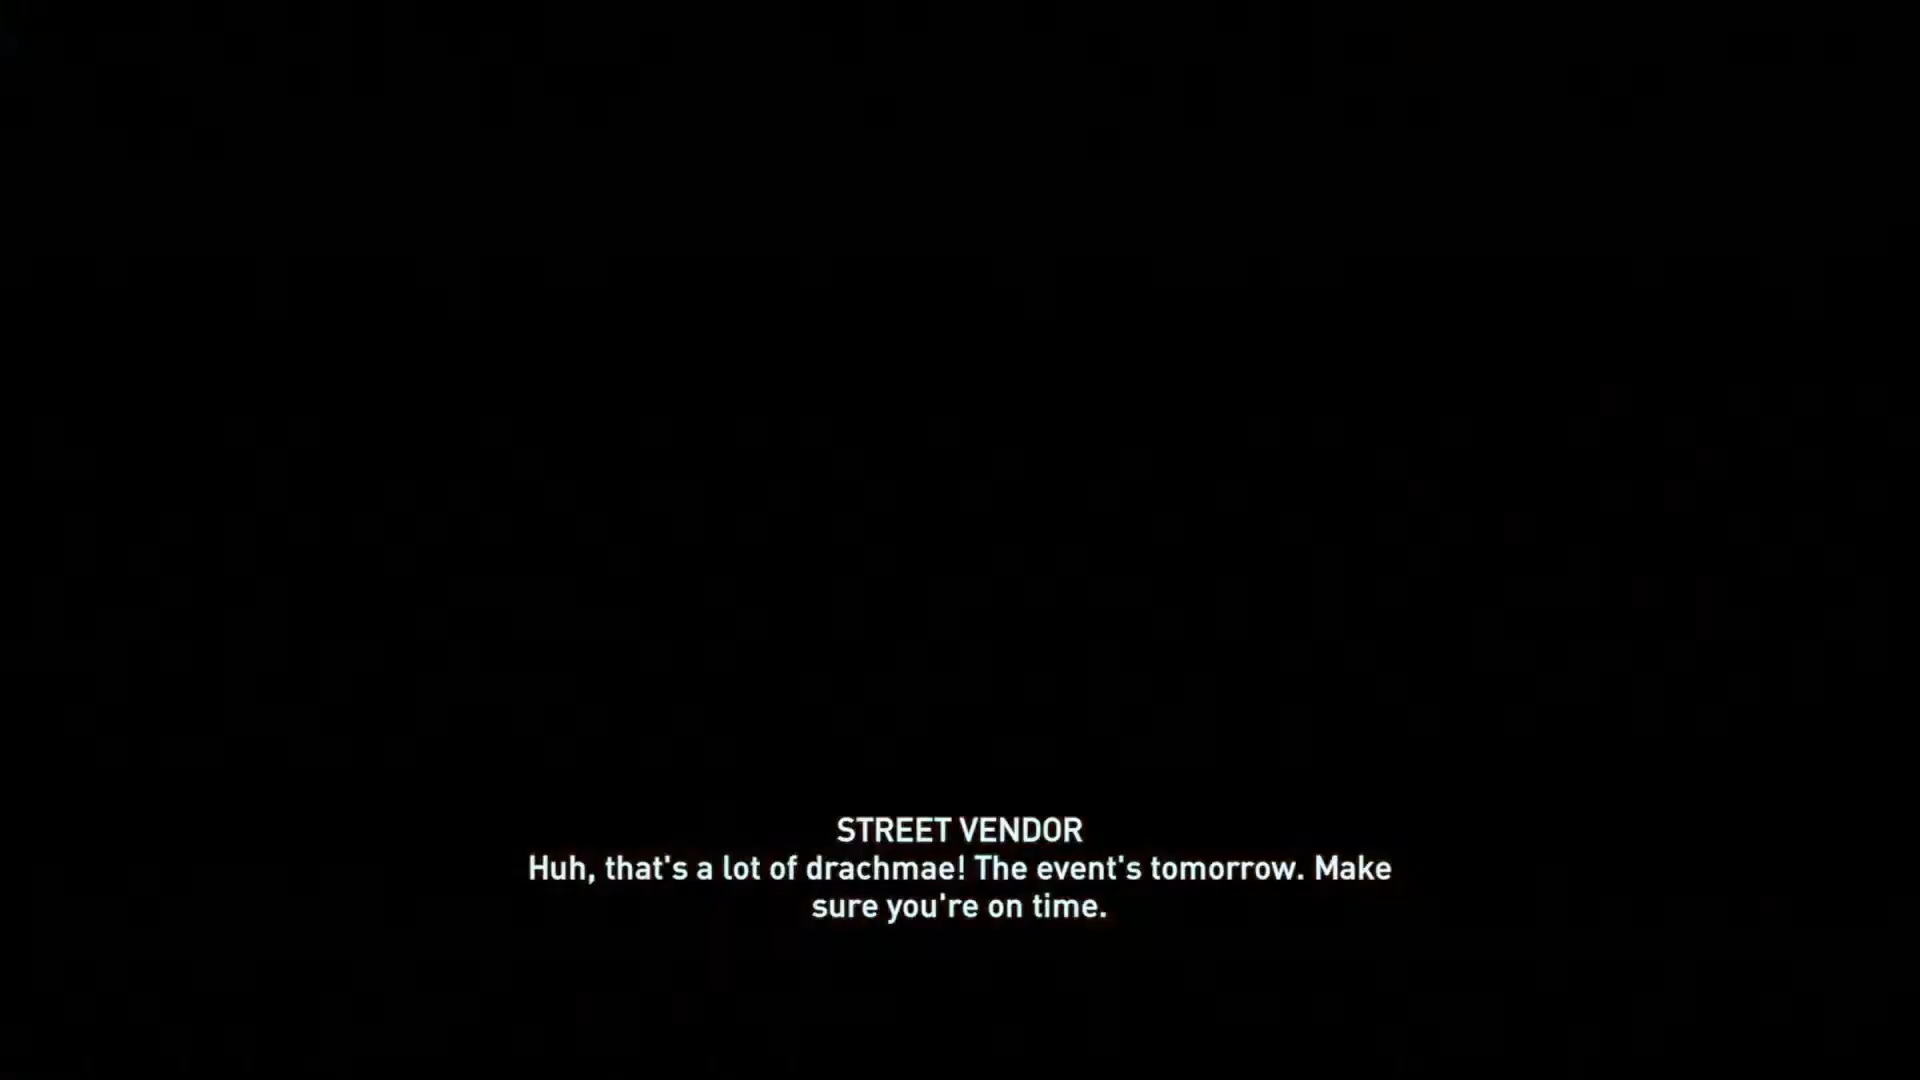 STREET VENDOR
Huh, that's a lot of drachmae! The event's tomorrow. Make
sure you're on time.